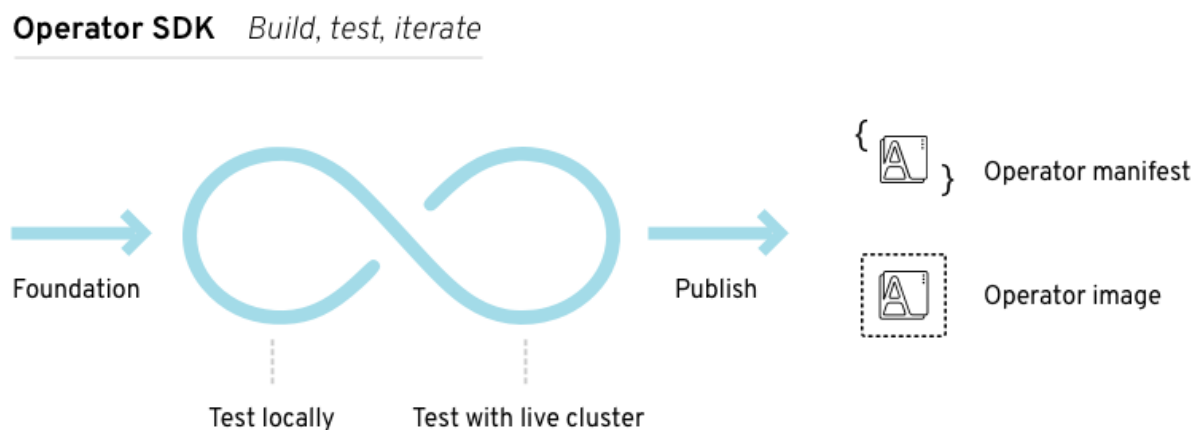 Operator SDK Build, test, iterate
{
}
Operator manifest
Foundation
Publish
Operator image
Test locally
Test with live cluster